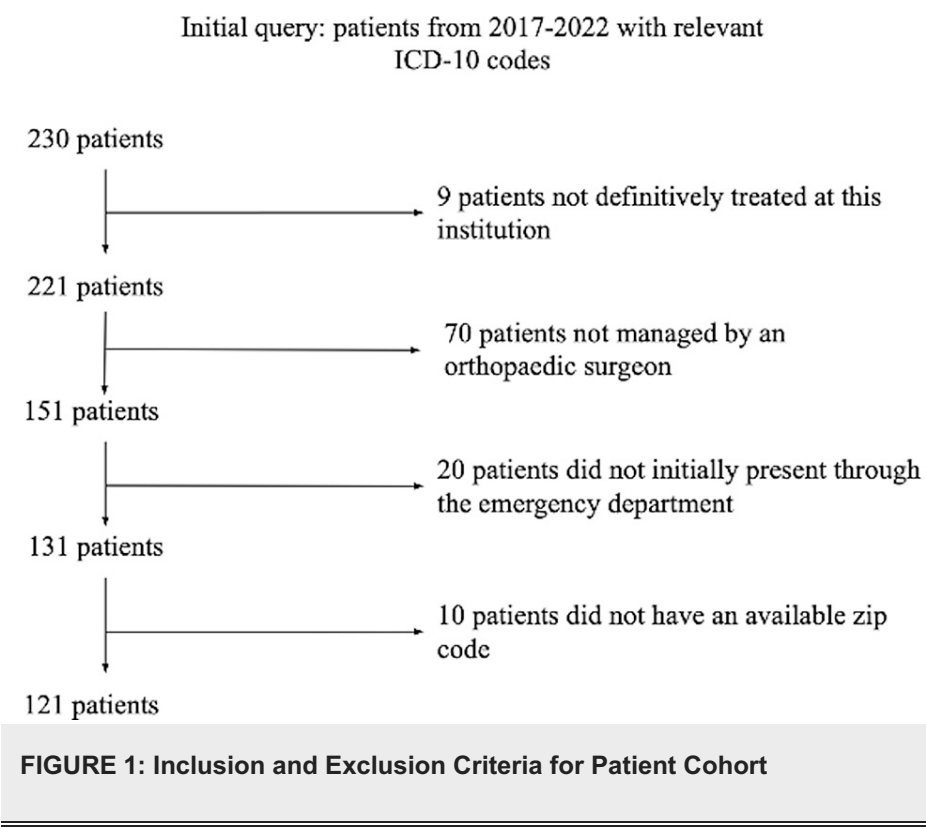 Initial query: patients from 2017-2022 with relevant
ICD-10 codes
230 patients
9 patients not definitively treated at this
institution
221 patients
70 patients not managed by an
orthopaedic surgeon
151 patients
20 patients did not initially present through
the emergency department
131 patients
10 patients did not have an available zip
code
121 patients
FIGURE 1: Inclusion and Exclusion Criteria for Patient Cohort